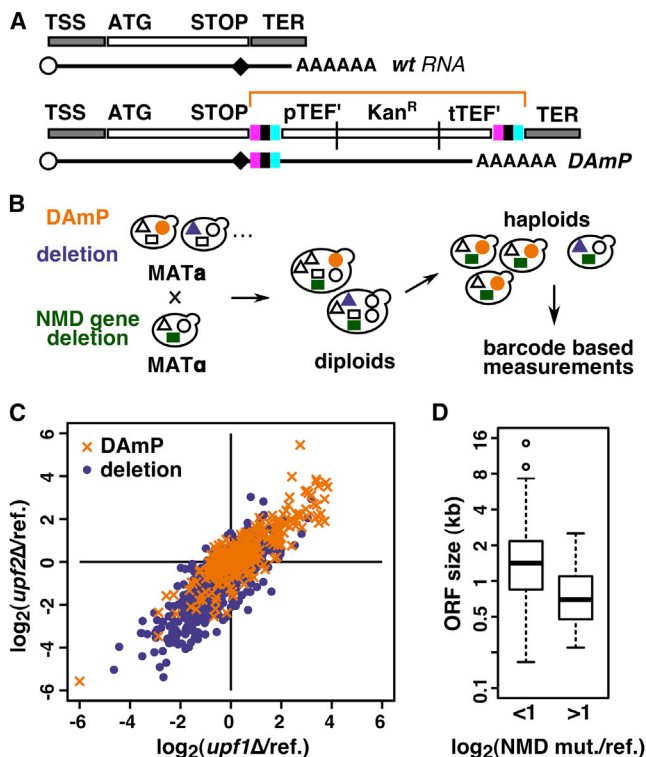 A
TSS ATG STOP TER
AAAAAA wt RNA
TSS ATG STOP pTEF' KanR tTEF' TER
AAAAAA DAmP
B
DAmP
deletion
...
MATa
×
NMD gene
deletion
MATα
diploids
haploids
barcode based
measurements
C
DAmP
deletion
log2(upf2Δ/ref.)
6
4
2
0
-2
-4
-6
-6 -4 -2 0 2 4 6
log2(upf1Δ/ref.)
D
ORF size (kb)
16
8
4
2
1
0.5
0.1
<1 >1
log2(NMD mut./ref.)